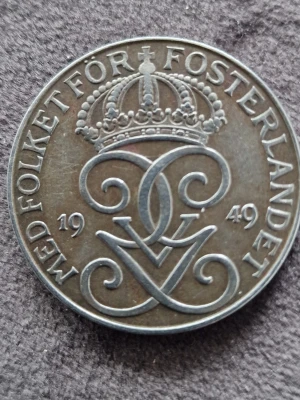 MED FOLKET FÖR FOSTERLANDET
19 49